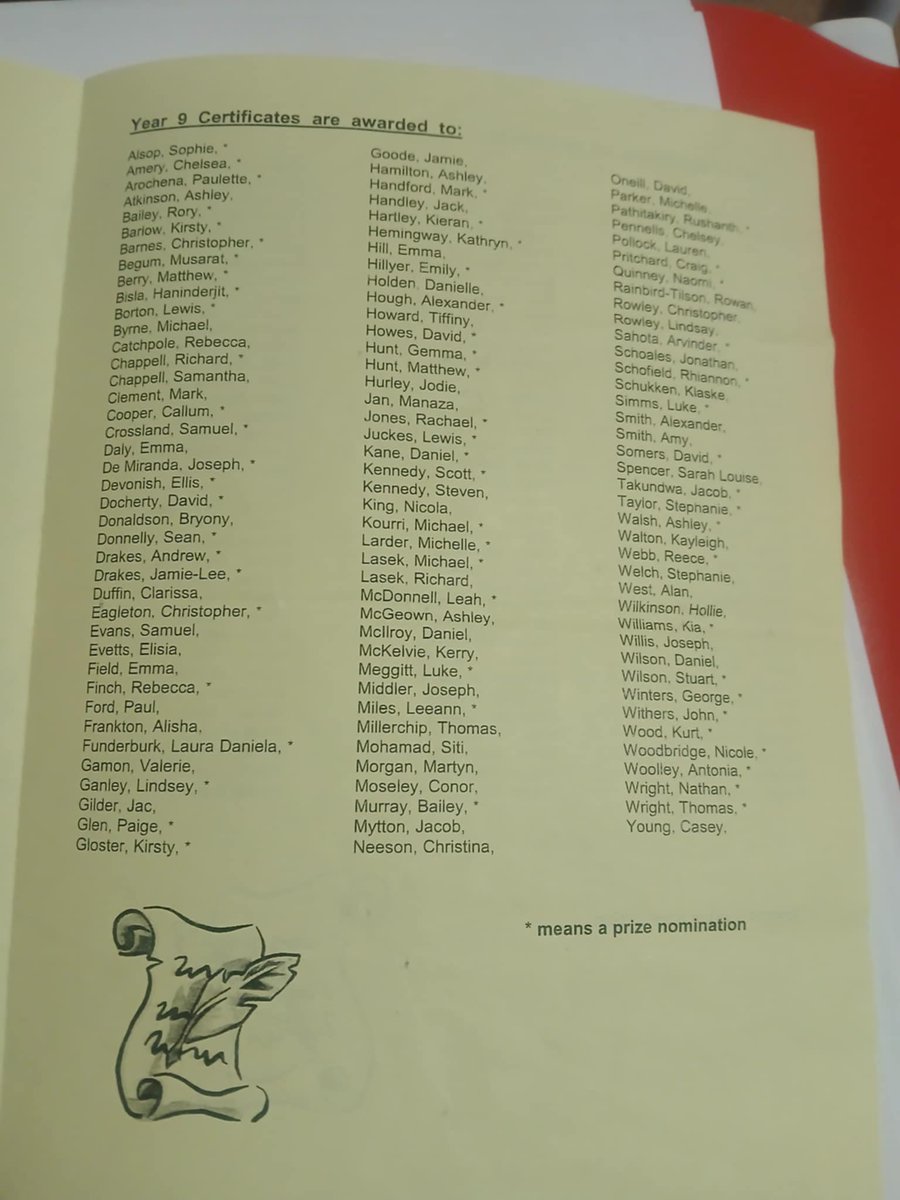 Year 9 Certificates are awarded to:
Alsop, Sophie, *
Amery, Chelsea, *
Arochena, Paulette, *
Atkinson, Ashley,
Bailey, Rory, *
Barlow, Kirsty, *
Barnes, Christopher, *
Begum, Musarat, *
Berry, Matthew, *
Bisla, Haninderjit, *
Borton, Lewis, *
Byrne, Michael,
Catchpole, Rebecca,
Chappell, Richard, *
Chappell, Samantha,
Clement, Mark,
Cooper, Callum, *
Crossland, Samuel, *
Daly, Emma,
De Miranda, Joseph, *
Devonish, Ellis, *
Docherty, David, *
Donaldson, Bryony,
Donnelly, Sean, *
Drakes, Andrew, *
Drakes, Jamie-Lee, *
Duffin, Clarissa,
Eagleton, Christopher, *
Evans, Samuel,
Evetts, Elisia,
Field, Emma,
Finch, Rebecca, *
Ford, Paul,
Frankton, Alisha,
Funderburk, Laura Daniela, *
Gamon, Valerie,
Ganley, Lindsey, *
Gilder, Jac,
Glen, Paige, *
Gloster, Kirsty, *
Goode, Jamie,
Hamilton, Ashley,
Handford, Mark, *
Handley, Jack,
Hartley, Kieran, *
Hemingway, Kathryn, *
Hill, Emma,
Hillyer, Emily, *
Holden, Danielle,
Hough, Alexander, *
Howard, Tiffiny,
Howes, David, *
Hunt, Gemma, *
Hunt, Matthew, *
Hurley, Jodie,
Jan, Manaza,
Jones, Rachael, *
Juckes, Lewis, *
Kane, Daniel, *
Kennedy, Scott, *
Kennedy, Steven,
King, Nicola,
Kourri, Michael, *
Larder, Michelle, *
Lasek, Michael, *
Lasek, Richard,
McDonnell, Leah, *
McGeown, Ashley,
McIlroy, Daniel,
McKelvie, Kerry,
Meggitt, Luke, *
Middler, Joseph,
Miles, Leeann, *
Millerchip, Thomas,
Mohamad, Siti,
Morgan, Martyn,
Moseley, Conor,
Murray, Bailey, *
Mytton, Jacob,
Neeson, Christina,
Oneill, David,
Parker, Michelle,
Pathitakiry, Rushanth, *
Pennells, Chelsey,
Pollock, Lauren,
Pritchard, Craig, *
Quinney, Naomi, *
Rainbird-Tilson, Rowan,
Rowley, Christopher,
Rowley, Lindsay,
Sahota, Arvinder, *
Schoales, Jonathan,
Schofield, Rhiannon, *
Schukken, Klaske,
Simms, Luke, *
Smith, Alexander,
Smith, Amy,
Somers, David, *
Spencer, Sarah Louise,
Takundwa, Jacob, *
Taylor, Stephanie, *
Walsh, Ashley, *
Walton, Kayleigh,
Webb, Reece, *
Welch, Stephanie,
West, Alan,
Wilkinson, Hollie,
Williams, Kia, *
Willis, Joseph,
Wilson, Daniel,
Wilson, Stuart, *
Winters, George, *
Withers, John, *
Wood, Kurt, *
Woodbridge, Nicole, *
Woolley, Antonia, *
Wright, Nathan, *
Wright, Thomas, *
Young, Casey,
* means a prize nomination